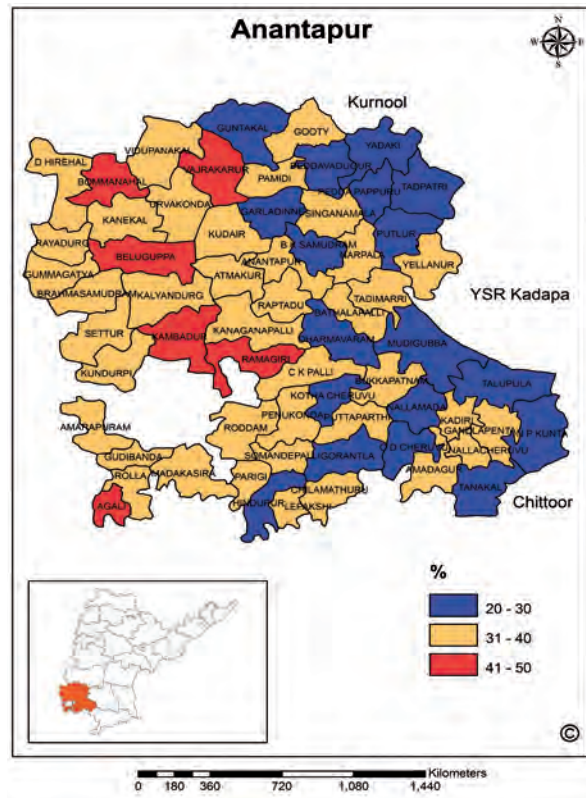 Anantapur
N
W E
S
Kurnool
GUNTAKAL
GOOTY
YADAKI
VIDUPANAKAL
D HIREHAL
VAJRAKARUR
PEDDAVADUGUR
BOMMANAHAL
PAMIDI
TADPATRI
PEDDA PAPPURU
URVAKONDA
GARLADINNE
SINGANAMALA
KANEKAL
PUTLUR
RAYADURG
KUDAIR
B K SAMUDRAM
NARPALA
BELUGUPPA
ANANTAPUR
YELLANUR
GUMMAGATYA
ATMAKUR
YSR Kadapa
BRAHMASAMUDRAM
KALYANDURG
RAPTADU
TADIMARRI
BATHALAPALLI
SETTUR
KAMBADUR
KANAGANAPALLI
DHARMAVARAM
MUDIGUBBA
RAMAGIRI
KUNDURPI
C K PALLI
BUKKAPATNAM
TALUPULA
KOTHA CHERUVU
NALLAMADA
AMARAPURAM
PENUKONDA
PUTTAPARTHI
KADIRI
RODDAM
GANDLAPENTA
N P KUNTA
GUDIBANDA
SOMANDEPALLI
GORANTLA
O D CHERUVU
NALLACHERUVU
ROLLA
MADAKASIRA
PARIGI
AMADAGUR
AGALI
HINDUPUR
CHILAMATHURU
TANAKAL
LEPAKSHI
Chittoor
%
20 - 30
31 - 40
41 - 50
©
Kilometers
0 180 360 720 1,080 1,440